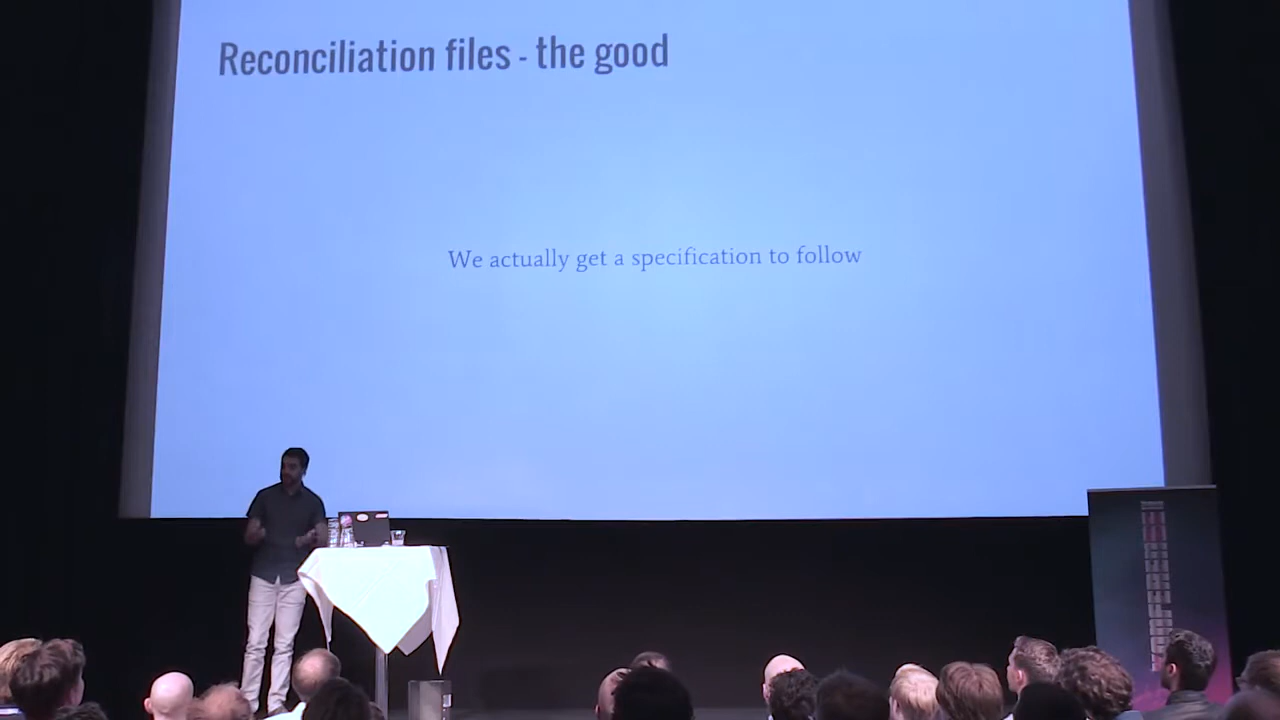 Reconciliation files - the good
We actually get a specification to follow